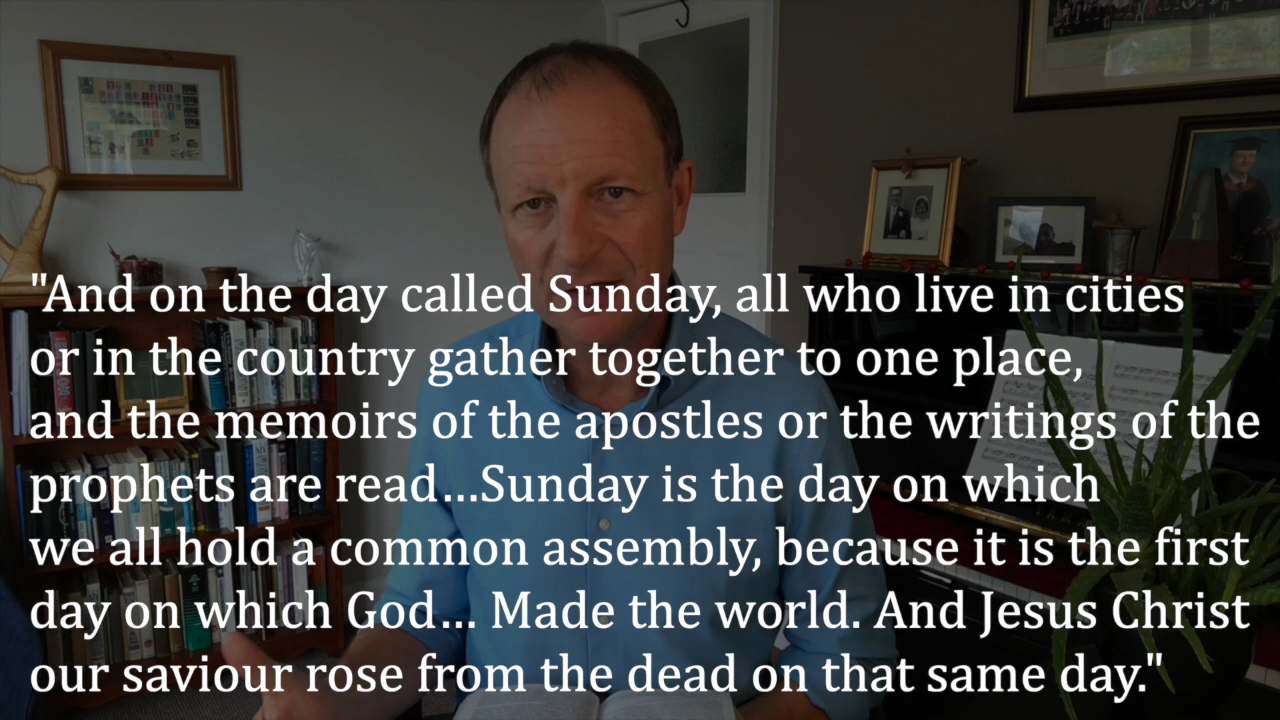 "And on the day called Sunday, all who live in cities
or in the country gather together to one place,
and the memoirs of the apostles or the writings of the
prophets are read...Sunday is the day on which
we all hold a common assembly, because it is the first
day on which God... Made the world. And Jesus Christ
our saviour rose from the dead on that same day."